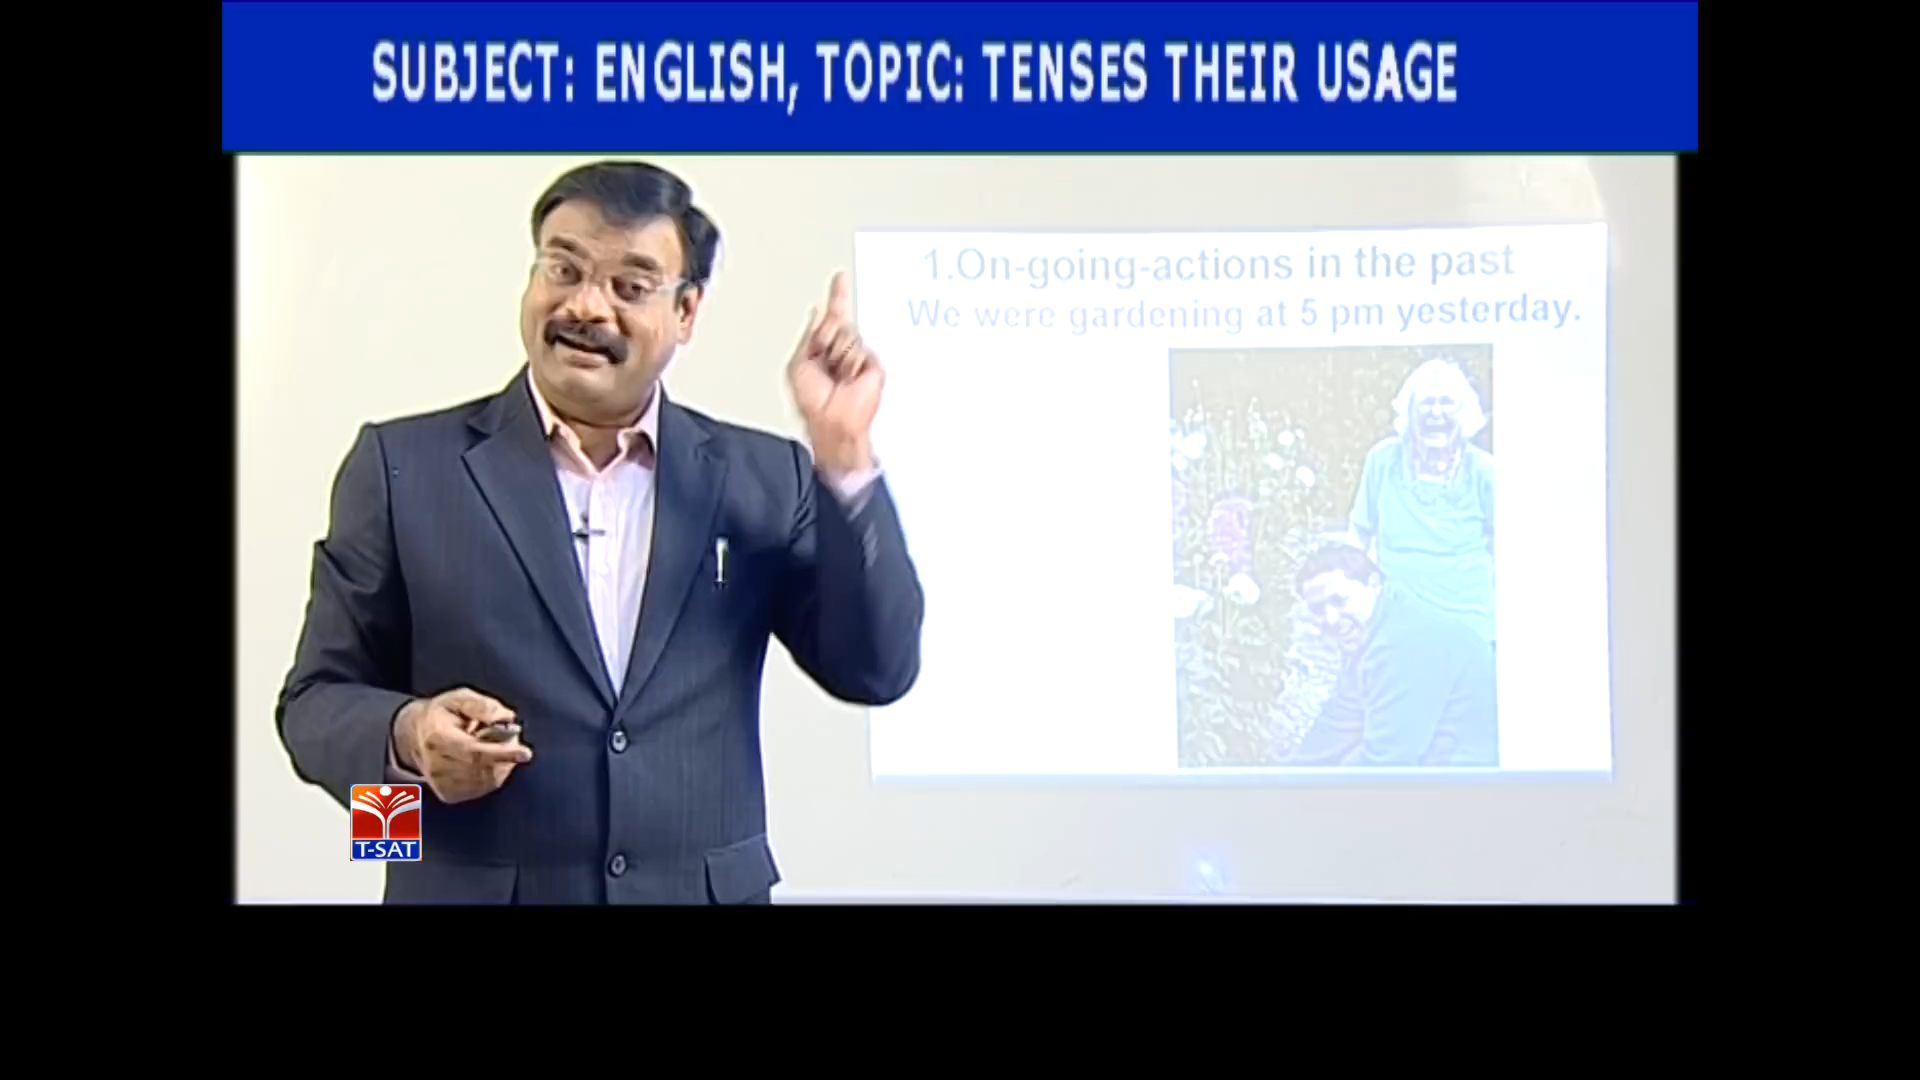 SUBJECT: ENGLISH, TOPIC: TENSES THEIR USAGE
1.On-going-actions in the past
We were gardening at 5 pm yesterday.
T-SAT